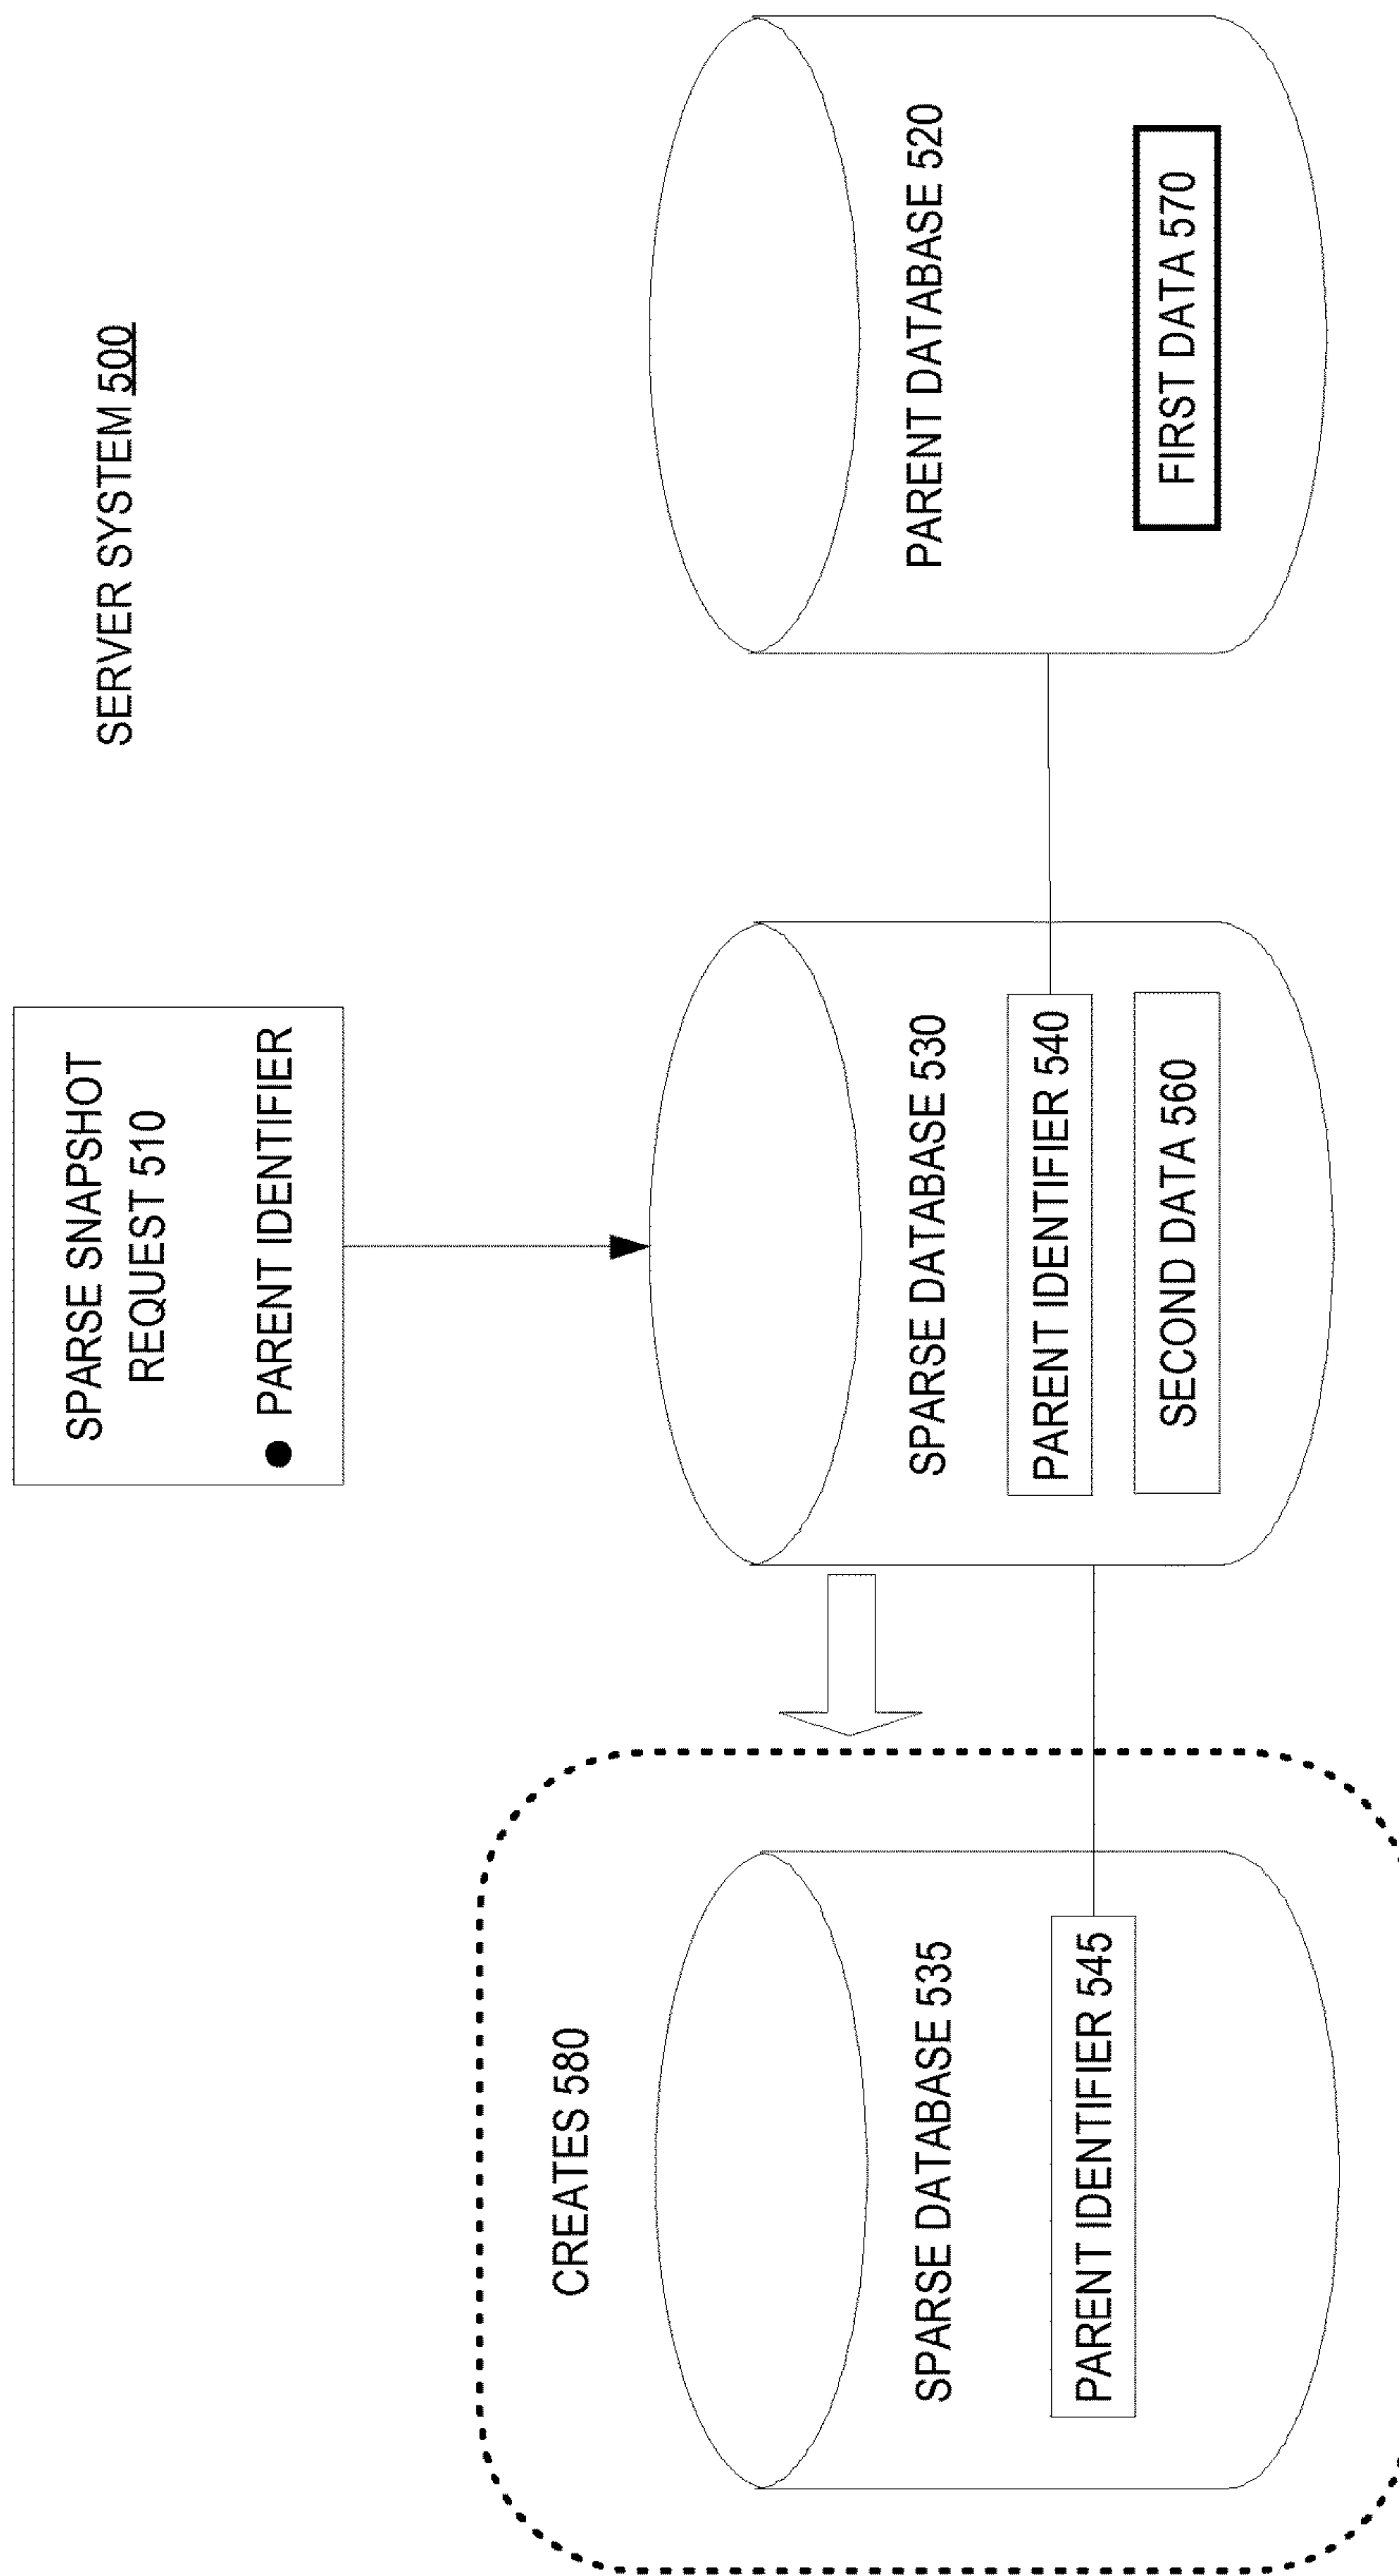 SERVER SYSTEM 500
SPARSE SNAPSHOT
REQUEST 510
● PARENT IDENTIFIER
CREATES 580
SPARSE DATABASE 535
PARENT IDENTIFIER 545
SPARSE DATABASE 530
PARENT IDENTIFIER 540
SECOND DATA 560
PARENT DATABASE 520
FIRST DATA 570